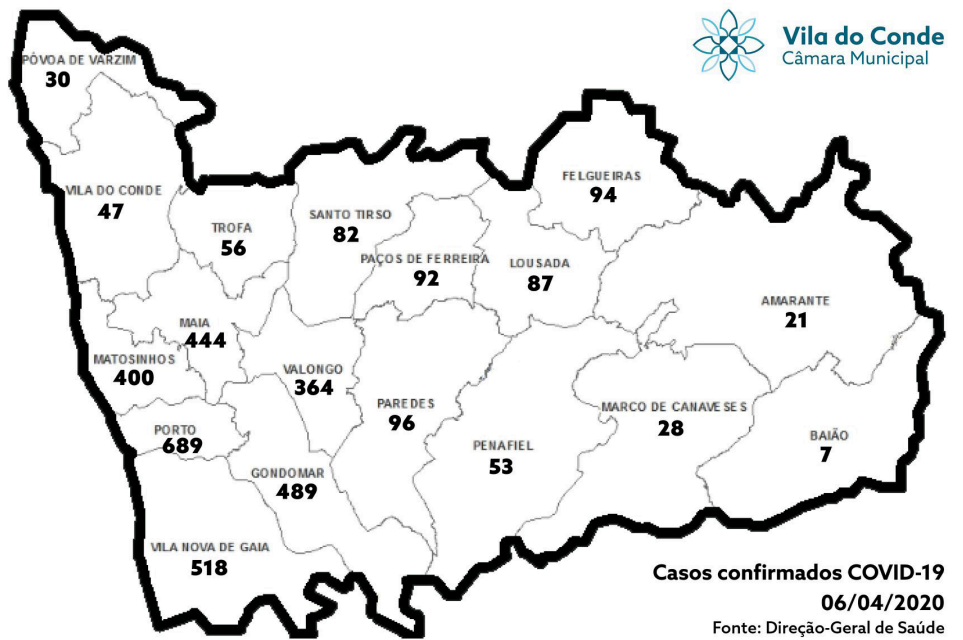 Vila do Conde
Câmara Municipal
PÓVOA DE VARZIM
30
VILA DO CONDE
47
TROFA
56
SANTO TIRSO
82
PAÇOS DE FERREIRA
92
LOUSADA
87
FELGUEIRAS
94
AMARANTE
21
MAIA
444
MATOSINHOS
400
VALONGO
364
PAREDES
96
MARCO DE CANAVESES
28
BAIÃO
7
PORTO
689
PENAFIEL
53
GONDOMAR
489
VILA NOVA DE GAIA
518
Casos confirmados COVID-19
06/04/2020
Fonte: Direção-Geral de Saúde